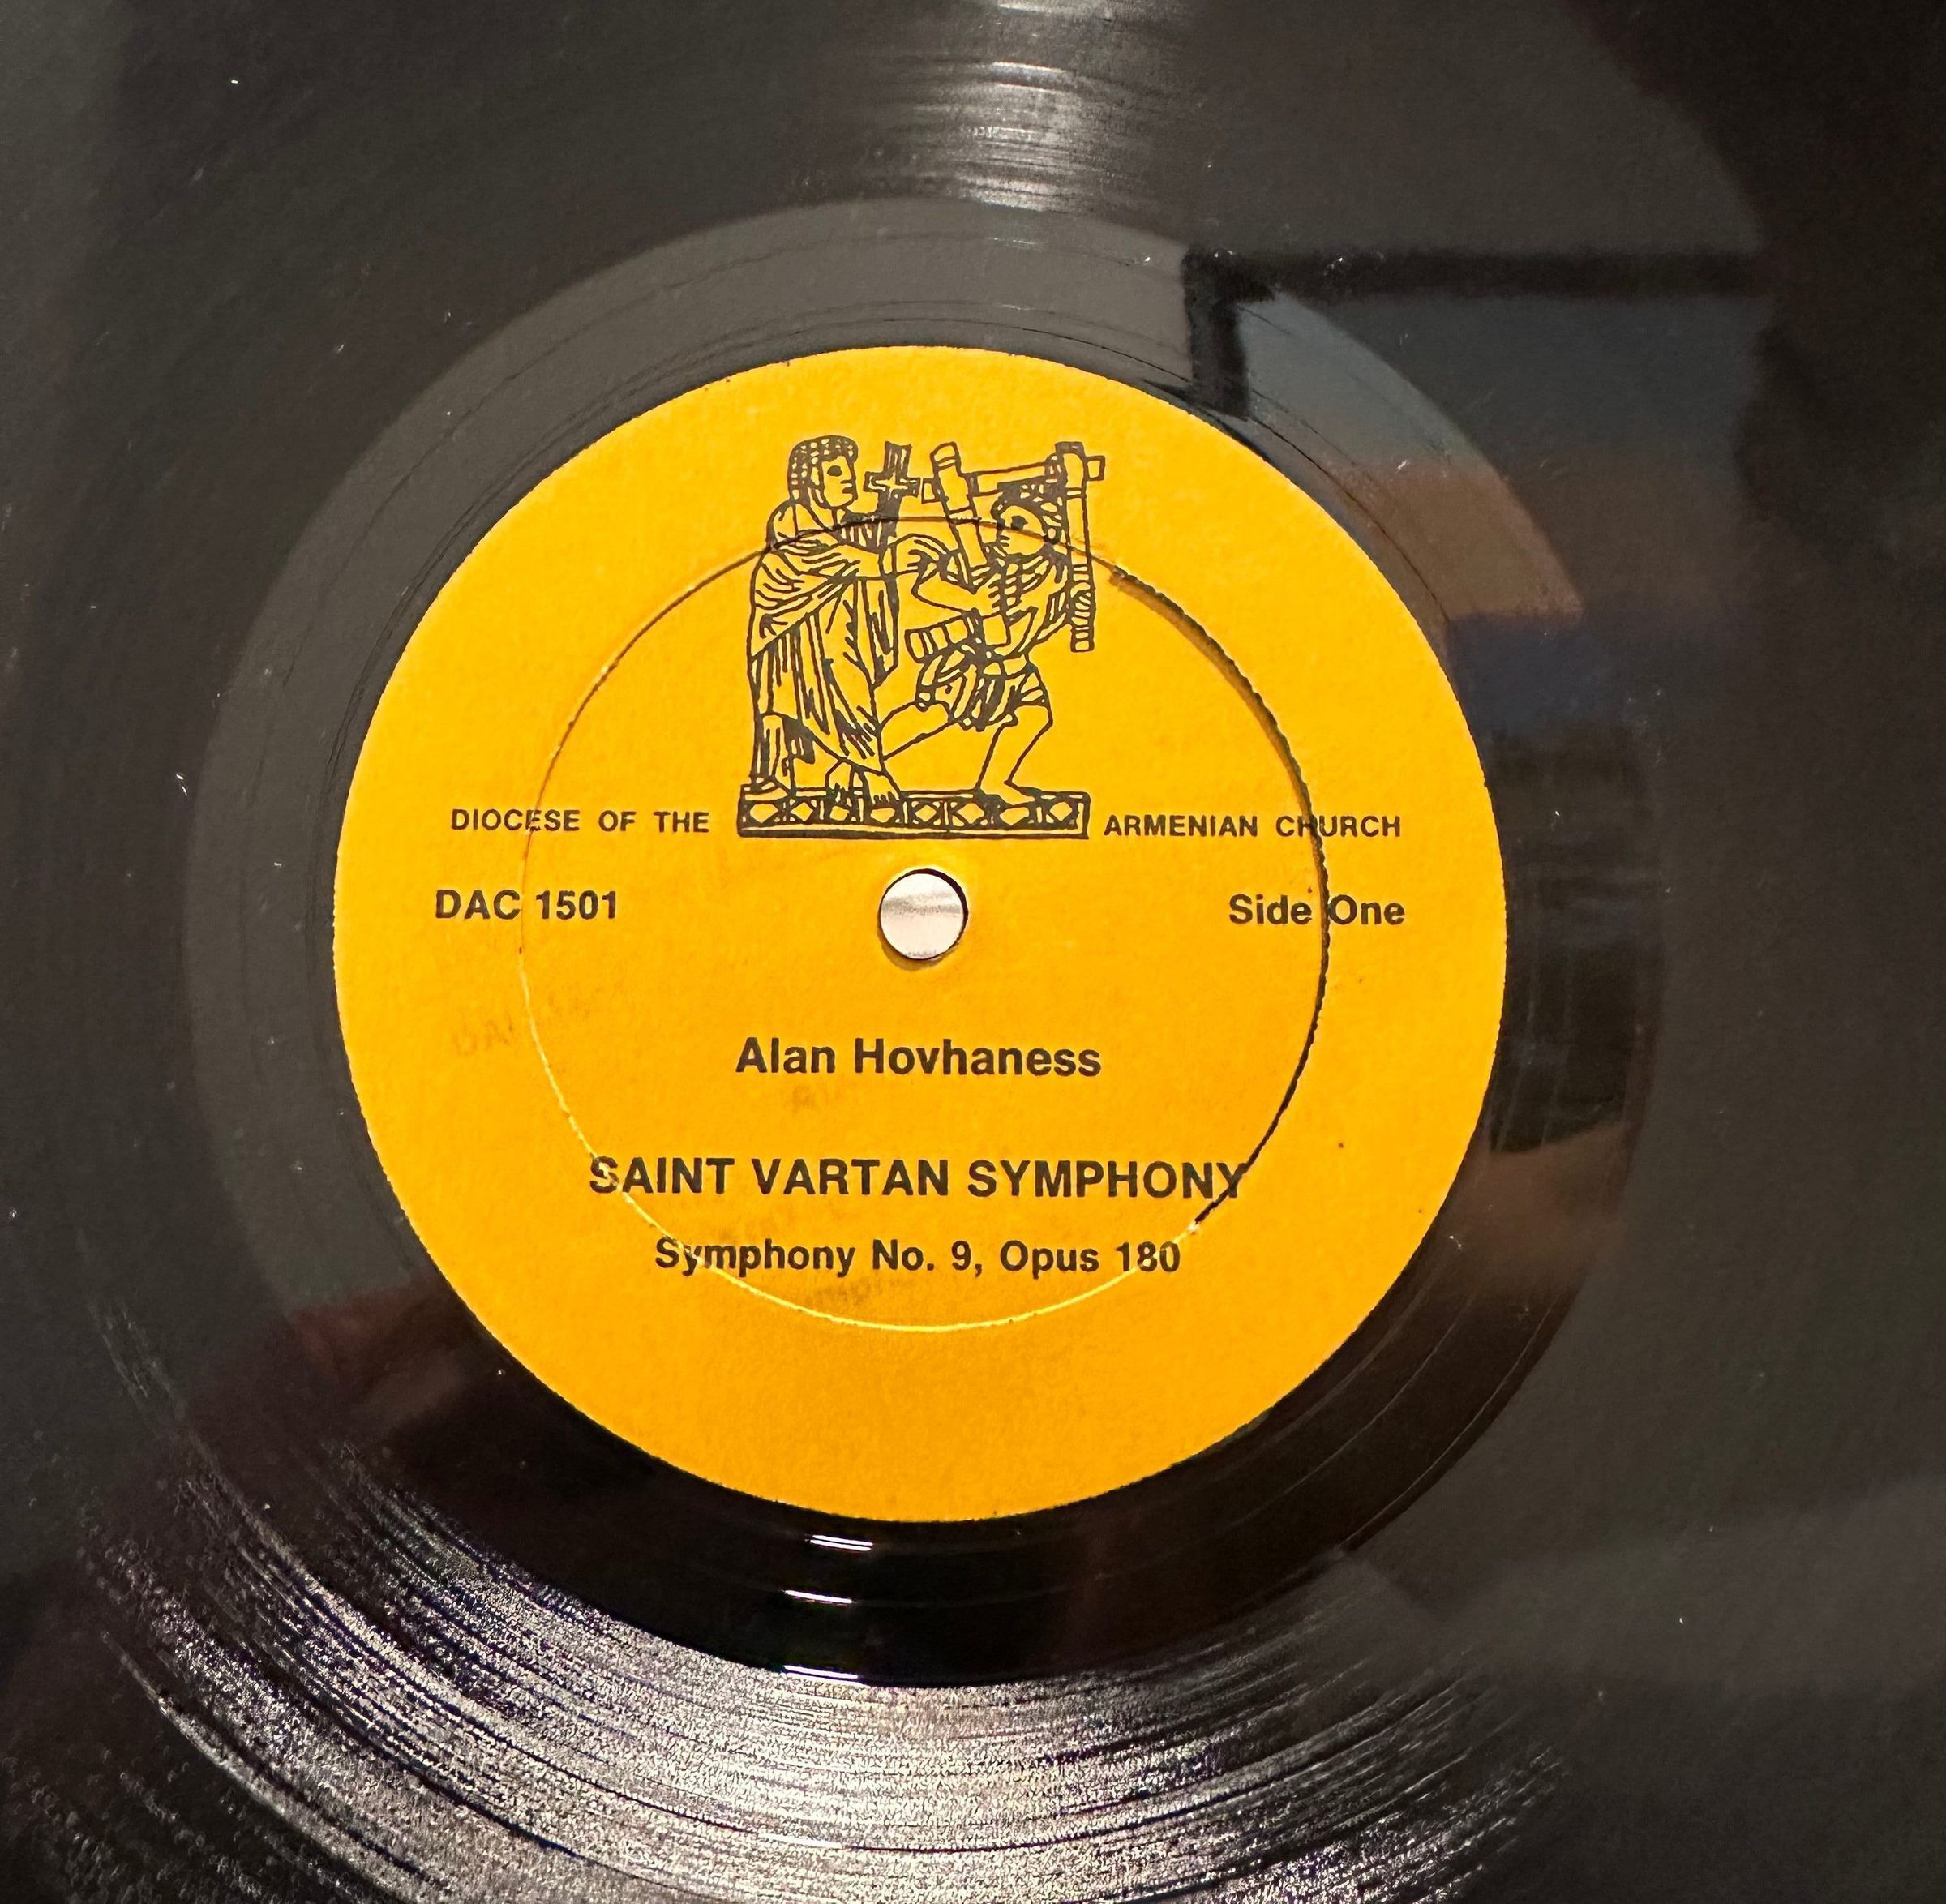 DIOCESE OF THE ARMENIAN CHURCH
DAC 1501 Side One
Alan Hovhaness
SAINT VARTAN SYMPHONY
Symphony No. 9, Opus 180